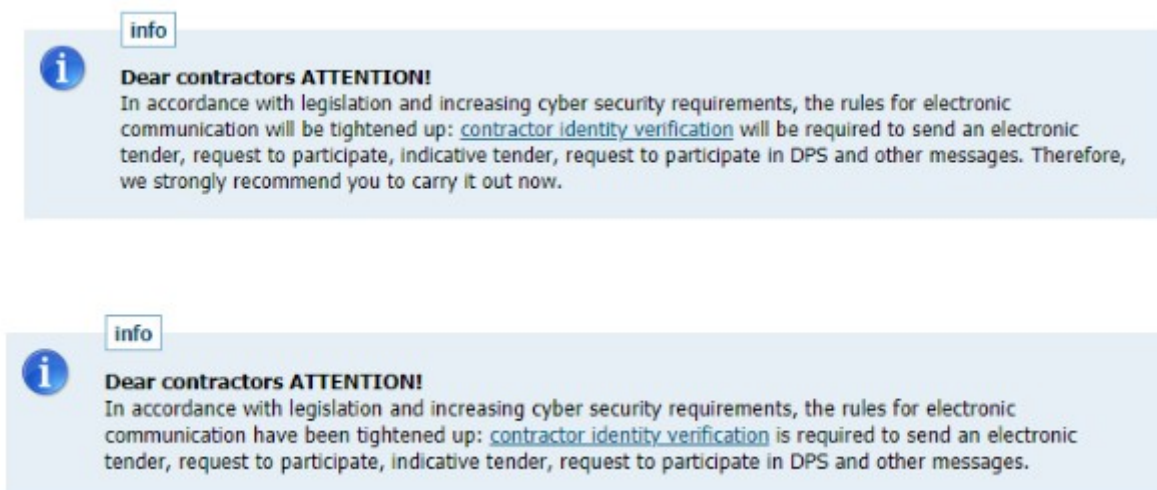 info
i
Dear contractors ATTENTION!
In accordance with legislation and increasing cyber security requirements, the rules for electronic
communication will be tightened up: contractor identity verification will be required to send an electronic
tender, request to participate, indicative tender, request to participate in DPS and other messages. Therefore,
we strongly recommend you to carry it out now.
info
i
Dear contractors ATTENTION!
In accordance with legislation and increasing cyber security requirements, the rules for electronic
communication have been tightened up: contractor identity verification is required to send an electronic
tender, request to participate, indicative tender, request to participate in DPS and other messages.